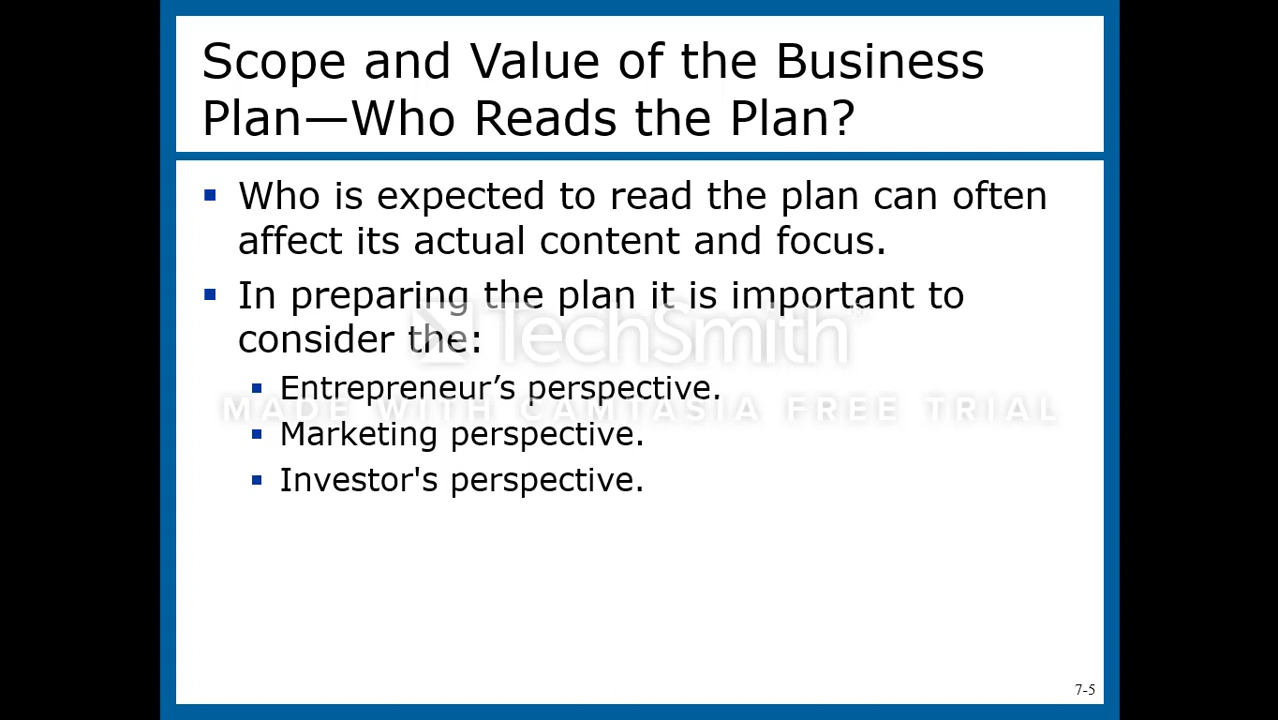 Scope and Value of the Business
Plan—Who Reads the Plan?
▪ Who is expected to read the plan can often
affect its actual content and focus.
▪ In preparing the plan it is important to
consider the:
▪ Entrepreneur’s perspective.
▪ Marketing perspective.
▪ Investor's perspective.
TechSmith®
MADE WITH CAMTASIA FREE TRIAL
7-5